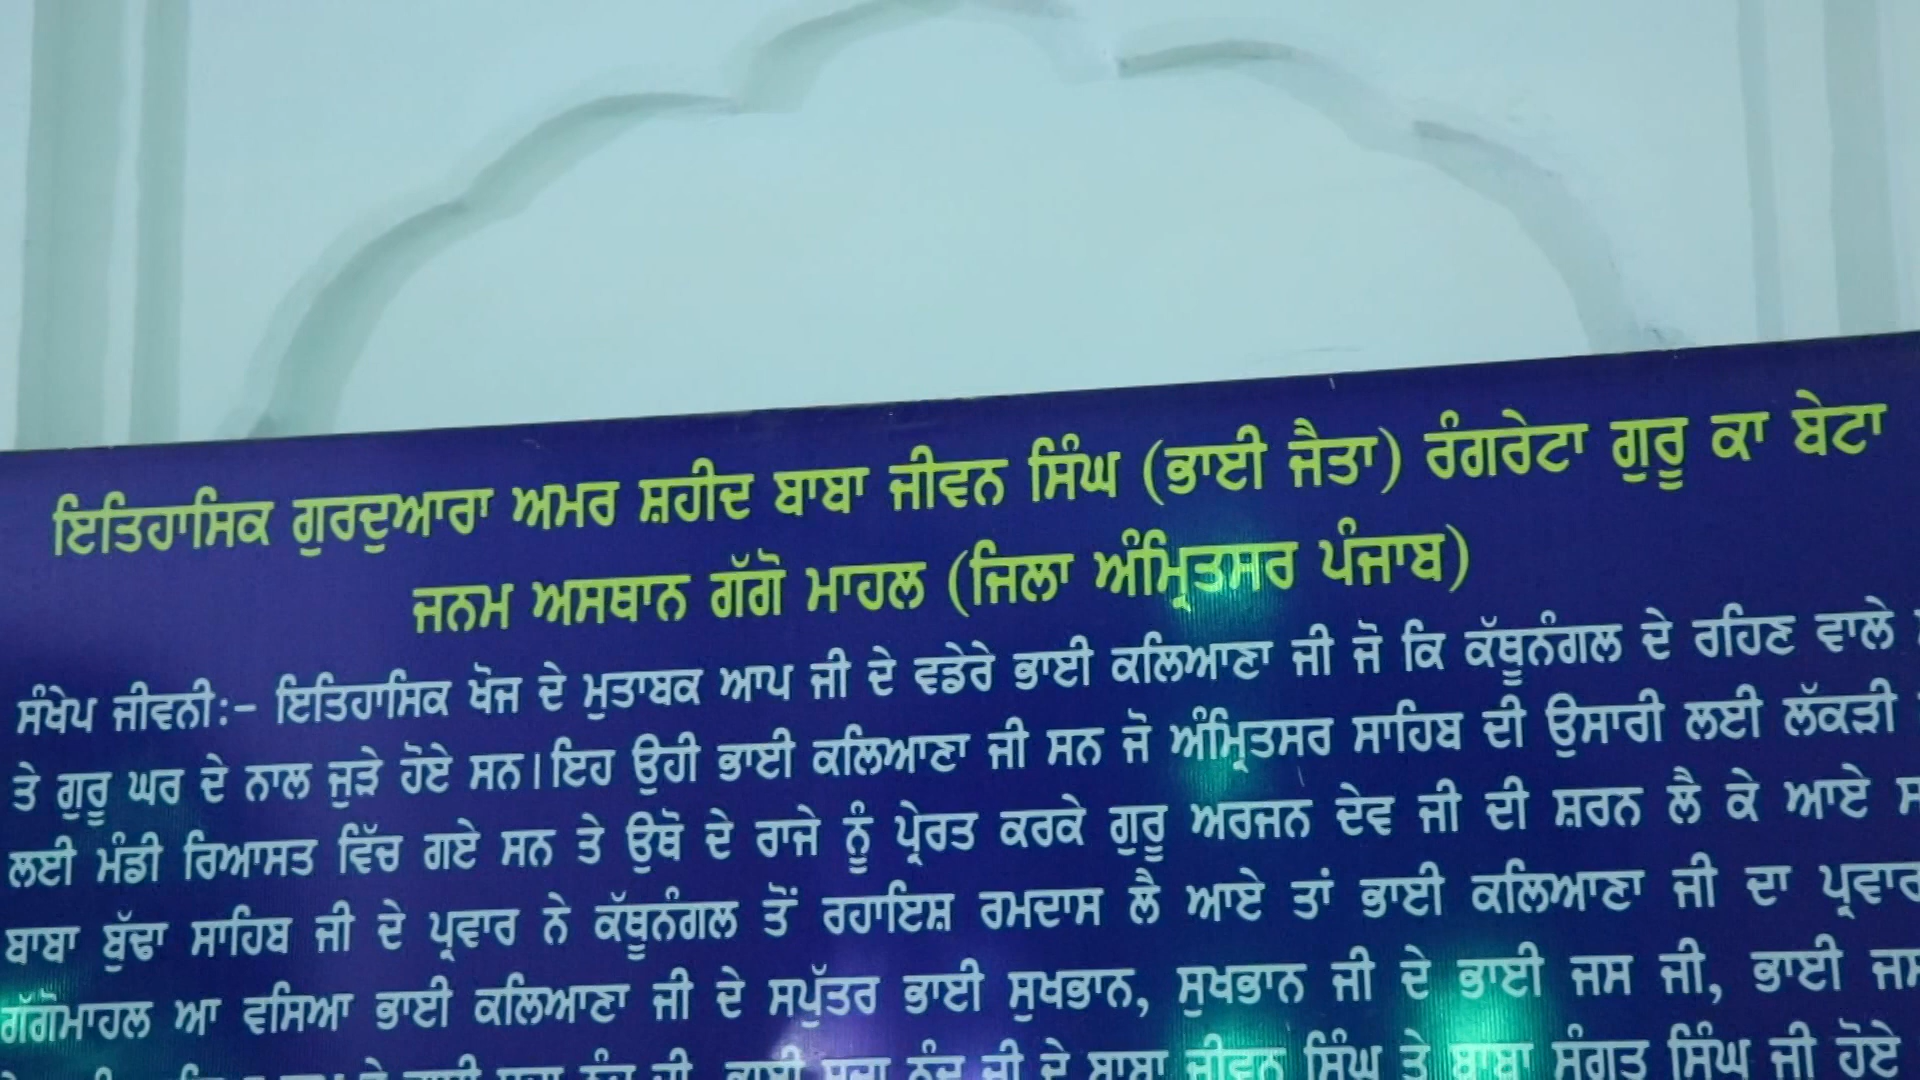 ਇਤਿਹਾਸਿਕ ਗੁਰਦੁਆਰਾ ਅਮਰ ਸ਼ਹੀਦ ਬਾਬਾ ਜੀਵਨ ਸਿੰਘ (ਭਾਈ ਜੈਤਾ) ਰੰਗਰੇਟਾ ਗੁਰੂ ਕਾ ਬੇਟਾ
ਜਨਮ ਅਸਥਾਨ ਗੱਗੋ ਮਾਹਲ (ਜਿਲਾ ਅੰਮ੍ਰਿਤਸਰ ਪੰਜਾਬ)
ਸੰਖੇਪ ਜੀਵਨੀ:- ਇਤਿਹਾਸਿਕ ਖੋਜ ਦੇ ਮੁਤਾਬਕ ਆਪ ਜੀ ਦੇ ਵਡੇਰੇ ਭਾਈ ਕਲਿਆਣਾ ਜੀ ਜੋ ਕਿ ਕੱਥੂਨੰਗਲ ਦੇ ਰਹਿਣ ਵਾਲੇ
ਤੇ ਗੁਰੂ ਘਰ ਦੇ ਨਾਲ ਜੁੜੇ ਹੋਏ ਸਨ।ਇਹ ਉਹੀ ਭਾਈ ਕਲਿਆਣਾ ਜੀ ਸਨ ਜੋ ਅੰਮ੍ਰਿਤਸਰ ਸਾਹਿਬ ਦੀ ਉਸਾਰੀ ਲਈ ਲੱਕੜੀ
ਲਈ ਮੰਡੀ ਰਿਆਸਤ ਵਿੱਚ ਗਏ ਸਨ ਤੇ ਉਥੋ ਦੇ ਰਾਜੇ ਨੂੰ ਪ੍ਰੇਰਤ ਕਰਕੇ ਗੁਰੂ ਅਰਜਨ ਦੇਵ ਜੀ ਦੀ ਸ਼ਰਨ ਲੈ ਕੇ ਆਏ
ਬਾਬਾ ਬੁੱਢਾ ਸਾਹਿਬ ਜੀ ਦੇ ਪ੍ਰਵਾਰ ਨੇ ਕੱਥੂਨੰਗਲ ਤੋਂ ਰਹਾਇਸ਼ ਰਮਦਾਸ ਲੈ ਆਏ ਤਾਂ ਭਾਈ ਕਲਿਆਣਾ ਜੀ ਦਾ ਪ੍ਰਵਾਰ
ਗੱਗੋਮਾਹਲ ਆ ਵਸਿਆ ਭਾਈ ਕਲਿਆਣਾ ਜੀ ਦੇ ਸਪੁੱਤਰ ਭਾਈ ਸੁਖਭਾਨ, ਸੁਖਭਾਨ ਜੀ ਦੇ ਭਾਈ ਜਸ ਜੀ, ਭਾਈ ਜਸ
ਜੀ ਦੇ ਬਾਬਾ ਜੀਵਨ ਸਿੰਘ ਤੇ ਬਾਬਾ ਸੰਗਤ ਸਿੰਘ ਜੀ ਹੋਏ